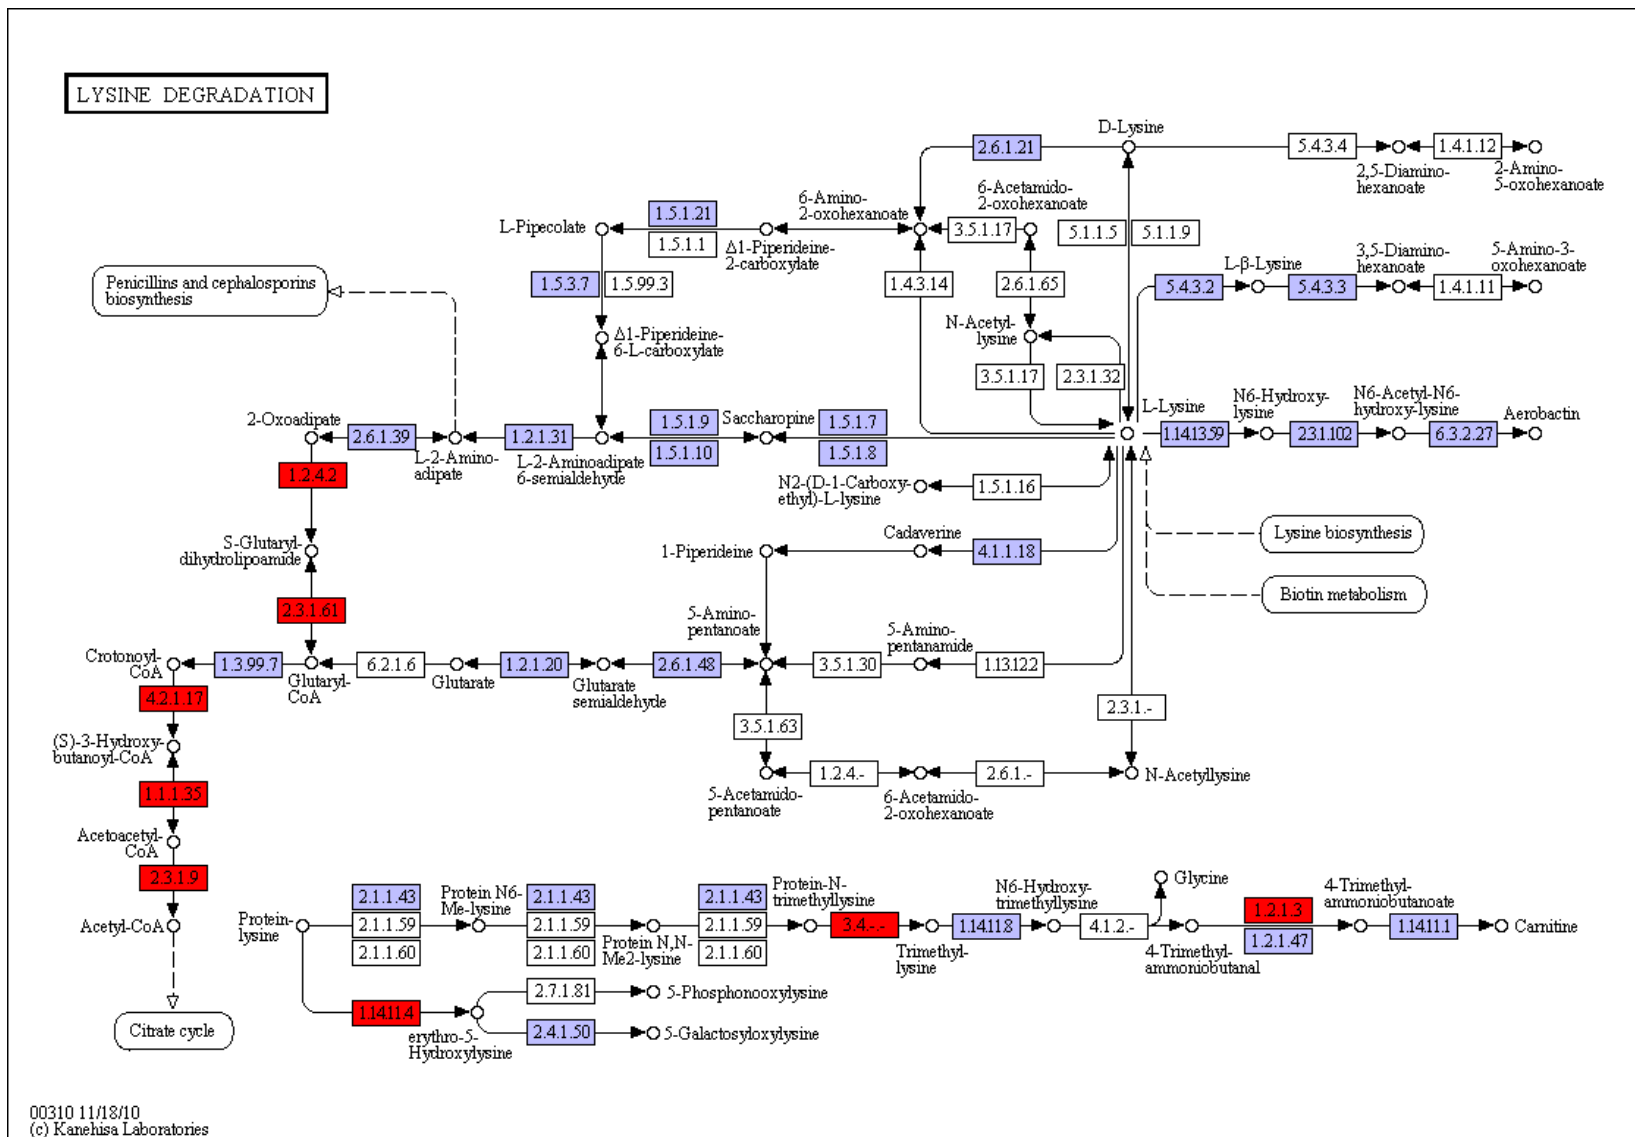 LYSINE DEGRADATION
D-Lysine
2.6.1.21
5.4.3.4
1.4.1.12
2,5-Diamino-
hexanoate
2-Amino-
5-oxohexanoate
6-Amino-
2-oxohexanoate
6-Acetamido-
2-oxohexanoate
1.5.1.21
L-Pipecolate
1.5.1.1
Δ1-Piperideine-
2-carboxylate
3.5.1.17
5.1.1.5
5.1.1.9
Penicillins and cephalosporins
biosynthesis
1.5.3.7
1.5.99.3
1.4.3.14
2.6.1.65
L-β-Lysine
3,5-Diamino-
hexanoate
5-Amino-3-
oxohexanoate
5.4.3.2
5.4.3.3
1.4.1.11
Δ1-Piperideine-
6-L-carboxylate
N-Acetyl-
lysine
3.5.1.17
2.3.1.32
2-Oxoadipate
2.6.1.39
L-2-Amino-
adipate
1.2.1.31
L-2-Aminoadipate
6-semialdehyde
1.5.1.9
1.5.1.10
Saccharopine
1.5.1.7
1.5.1.8
L-Lysine
1.14.13.59
N6-Hydroxy-
lysine
2.3.1.102
N6-Acetyl-N6-
hydroxy-lysine
6.3.2.27
Aerobactin
1.2.4.2
N2-(D-1-Carboxy-
ethyl)-L-lysine
1.5.1.16
S-Glutaryl-
dihydrolipoamide
1-Piperideine
Cadaverine
4.1.1.18
Lysine biosynthesis
Biotin metabolism
2.3.1.61
5-Amino-
pentanoate
5-Amino-
pentanamide
Crotonoyl-
CoA
1.3.99.7
Glutaryl-
CoA
6.2.1.6
Glutarate
1.2.1.20
Glutarate
semialdehyde
2.6.1.48
3.5.1.30
1.13.12.2
4.2.1.17
3.5.1.63
2.3.1.-
(S)-3-Hydroxy-
butanoyl-CoA
5-Acetamido-
pentanoate
1.2.4.-
6-Acetamido-
2-oxohexanoate
2.6.1.-
N-Acetyllysine
1.1.1.35
Acetoacetyl-
CoA
2.3.1.9
Acetyl-CoA
Citrate cycle
Protein-
lysine
2.1.1.43
2.1.1.59
2.1.1.60
Protein N6-
Me-lysine
2.1.1.43
2.1.1.59
2.1.1.60
Protein N,N-
Me2-lysine
2.1.1.43
2.1.1.59
2.1.1.60
Protein-N-
trimethyllysine
3.4.-.-
Trimethyl-
lysine
1.14.11.8
N6-Hydroxy-
trimethyllysine
4.1.2.-
Glycine
4-Trimethyl-
ammoniobutanal
1.2.1.3
1.2.1.47
4-Trimethyl-
ammoniobutanoate
1.14.11.1
Carnitine
1.14.11.4
erythro-5-
Hydroxylysine
2.7.1.81
5-Phosphonooxylysine
2.4.1.50
5-Galactosyloxylysine
00310 11/18/10
(c) Kanehisa Laboratories